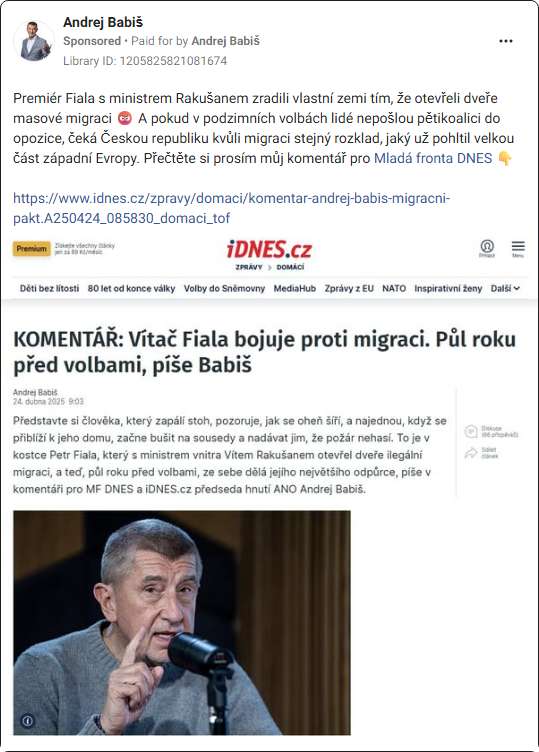 Andrej Babiš
Sponsored • Paid for by Andrej Babiš
Library ID: 1205825821081674
Premiér Fiala s ministrem Rakušanem zradili vlastní zemi tím, že otevřeli dveře
masové migraci 😡 A pokud v podzimních volbách lidé nepošlou pětikoalici do
opozice, čeká Českou republiku kvůli migraci stejný rozklad, jaký už pohltil velkou
část západní Evropy. Přečtěte si prosím můj komentář pro Mladá fronta DNES 👇
https://www.idnes.cz/zpravy/domaci/komentar-andrej-babis-migracni-
pakt.A250424_085830_domaci_tof
Premium
Získejte všechny články
jen za 89 Kč/měsíc
iDNES.cz
ZPRÁVY > DOMÁCÍ
Přihlásit
Menu
Děti bez lítosti 80 let od konce války Volby do Sněmovny MediaHub Zprávy z EU NATO Inspirativní ženy Další
KOMENTÁŘ: Vítač Fiala bojuje proti migraci. Půl roku
před volbami, píše Babiš
Andrej Babiš
24. dubna 2025 9:03
Představte si člověka, který zapálí stoh, pozoruje, jak se oheň šíří, a najednou, když se
přiblíží k jeho domu, začne bušit na sousedy a nadávat jim, že požár nehasí. To je v
kostce Petr Fiala, který s ministrem vnitra Vítem Rakušanem otevřel dveře ilegální
migraci, a teď, půl roku před volbami, ze sebe dělá jejího největšího odpůrce, píše v
komentáři pro MF DNES a iDNES.cz předseda hnutí ANO Andrej Babiš.
Diskuse
Sdílet
článek